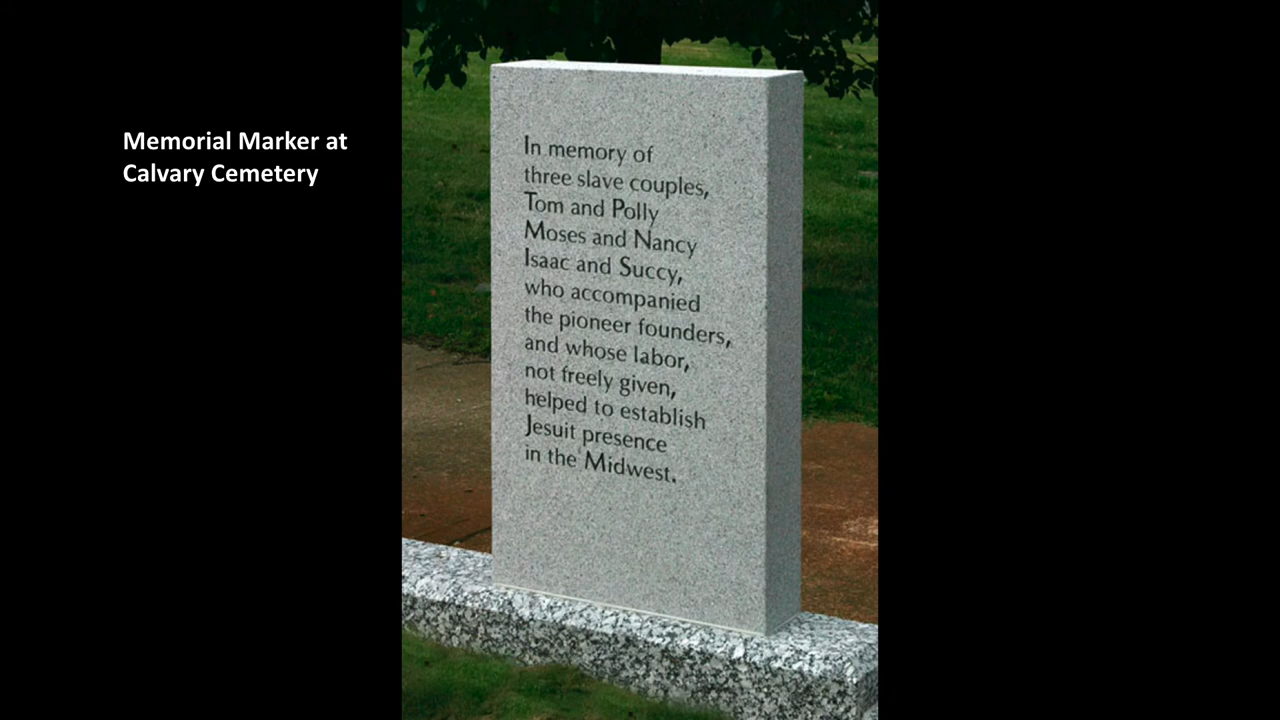 Memorial Marker at
Calvary Cemetery
In memory of
three slave couples,
Tom and Polly
Moses and Nancy
Isaac and Succy,
who accompanied
the pioneer founders,
and whose labor,
not freely given,
helped to establish
Jesuit presence
in the Midwest.